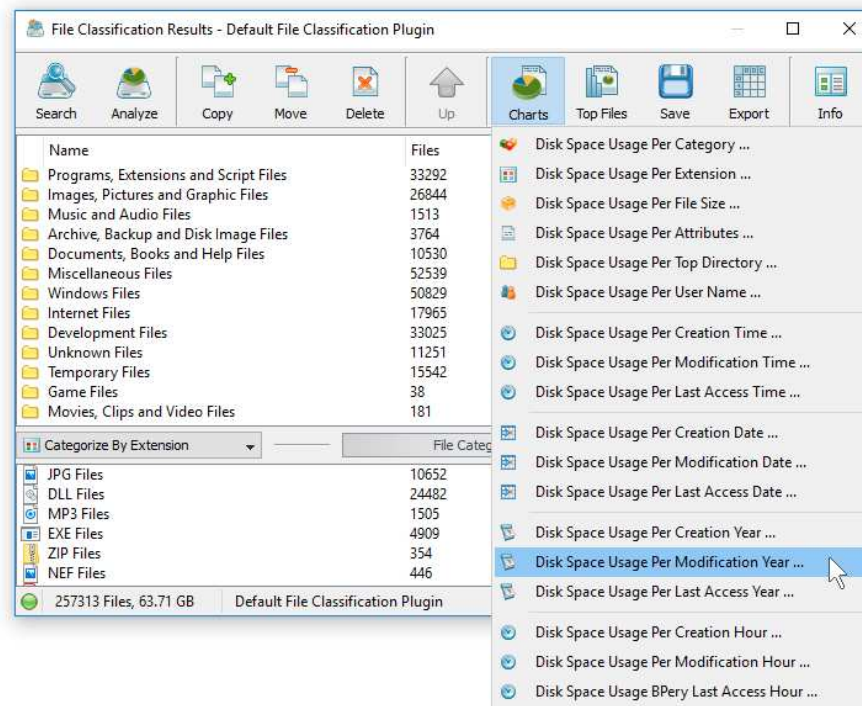 File Classification Results - Default File Classification Plugin
Search Analyze Copy Move Delete Up Charts Top Files Save Export Info
Name Files
Programs, Extensions and Script Files 33292
Images, Pictures and Graphic Files 26844
Music and Audio Files 1513
Archive, Backup and Disk Image Files 3764
Documents, Books and Help Files 10530
Miscellaneous Files 52539
Windows Files 50829
Internet Files 17965
Development Files 33025
Unknown Files 11251
Temporary Files 15542
Game Files 38
Movies, Clips and Video Files 181
Categorize By Extension File Categ
JPG Files 10652
DLL Files 24482
MP3 Files 1505
EXE Files 4909
ZIP Files 354
NEF Files 446
257313 Files, 63.71 GB Default File Classification Plugin
Disk Space Usage Per Category ...
Disk Space Usage Per Extension ...
Disk Space Usage Per File Size ...
Disk Space Usage Per Attributes ...
Disk Space Usage Per Top Directory ...
Disk Space Usage Per User Name ...
Disk Space Usage Per Creation Time ...
Disk Space Usage Per Modification Time ...
Disk Space Usage Per Last Access Time ...
Disk Space Usage Per Creation Date ...
Disk Space Usage Per Modification Date ...
Disk Space Usage Per Last Access Date ...
Disk Space Usage Per Creation Year ...
Disk Space Usage Per Modification Year ...
Disk Space Usage Per Last Access Year ...
Disk Space Usage Per Creation Hour ...
Disk Space Usage Per Modification Hour ...
Disk Space Usage BPery Last Access Hour ...